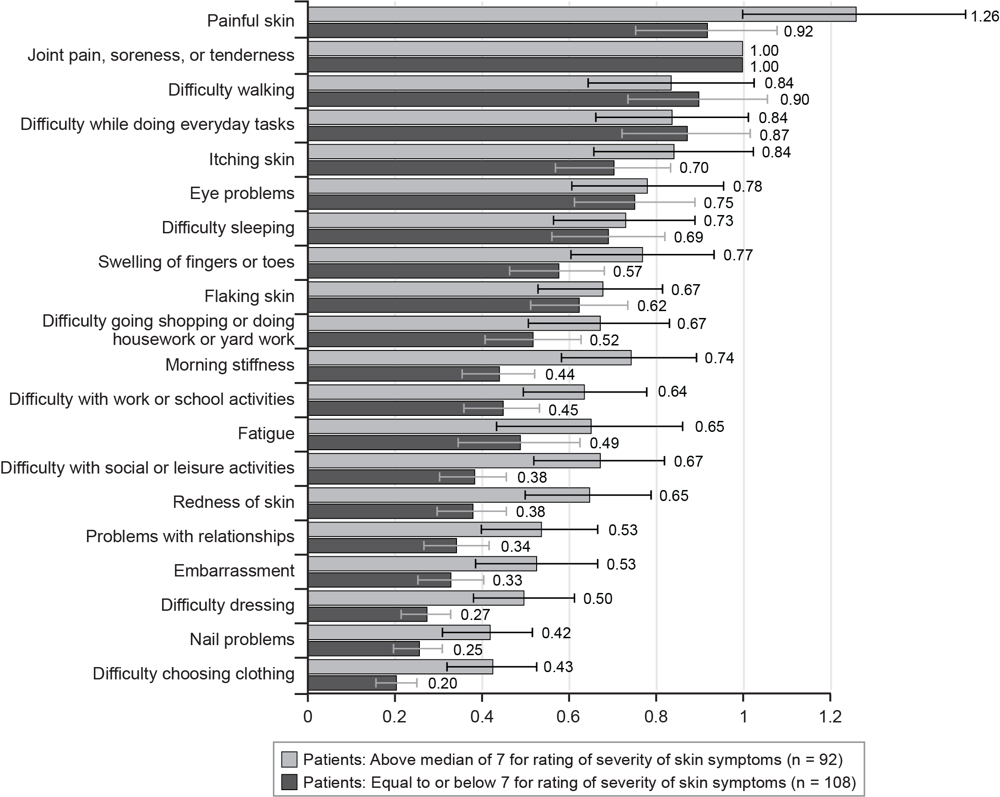 Painful skin
1.26
0.92
Joint pain, soreness, or tenderness
1.00
1.00
Difficulty walking
0.84
0.90
Difficulty while doing everyday tasks
0.84
0.87
Itching skin
0.84
0.70
Eye problems
0.78
0.75
Difficulty sleeping
0.73
0.69
Swelling of fingers or toes
0.77
0.57
Flaking skin
0.67
0.62
Difficulty going shopping or doing
housework or yard work
0.67
0.52
Morning stiffness
0.74
0.44
Difficulty with work or school activities
0.64
0.45
Fatigue
0.65
0.49
Difficulty with social or leisure activities
0.67
0.38
Redness of skin
0.65
0.38
Problems with relationships
0.53
0.34
Embarrassment
0.53
0.33
Difficulty dressing
0.50
0.27
Nail problems
0.42
0.25
Difficulty choosing clothing
0.43
0.20
0 0.2 0.4 0.6 0.8 1 1.2
Patients: Above median of 7 for rating of severity of skin symptoms (n = 92)
Patients: Equal to or below 7 for rating of severity of skin symptoms (n = 108)